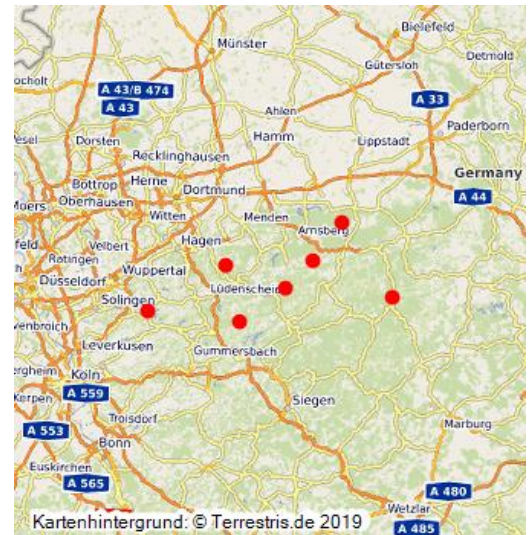 Bielefeld
Münster
Detmold
Gütersloh
ocholt
A 43/B 474
A 43
A 33
Ahlen
Paderborn
Hamm
Lippstadt
esel
Dorsten
Recklinghausen
Germany
Bottrop
Herne
Dortmund
Moers
Oberhausen
A 44
Witten
Menden
Arnsberg
Hagen
feld
Velbert
Ratingen
Wuppertal
Düsseldorf
Lüdenscheid
Solingen
venbroich
Leverkusen
Gummersbach
ergheim
Köln
Kerpen
A 559
Siegen
Troisdorf
Marburg
A 553
Bonn
Euskirchen
A 565
A 480
Wetzlar
A 485
Kartenhintergrund: © Terrestris.de 2019